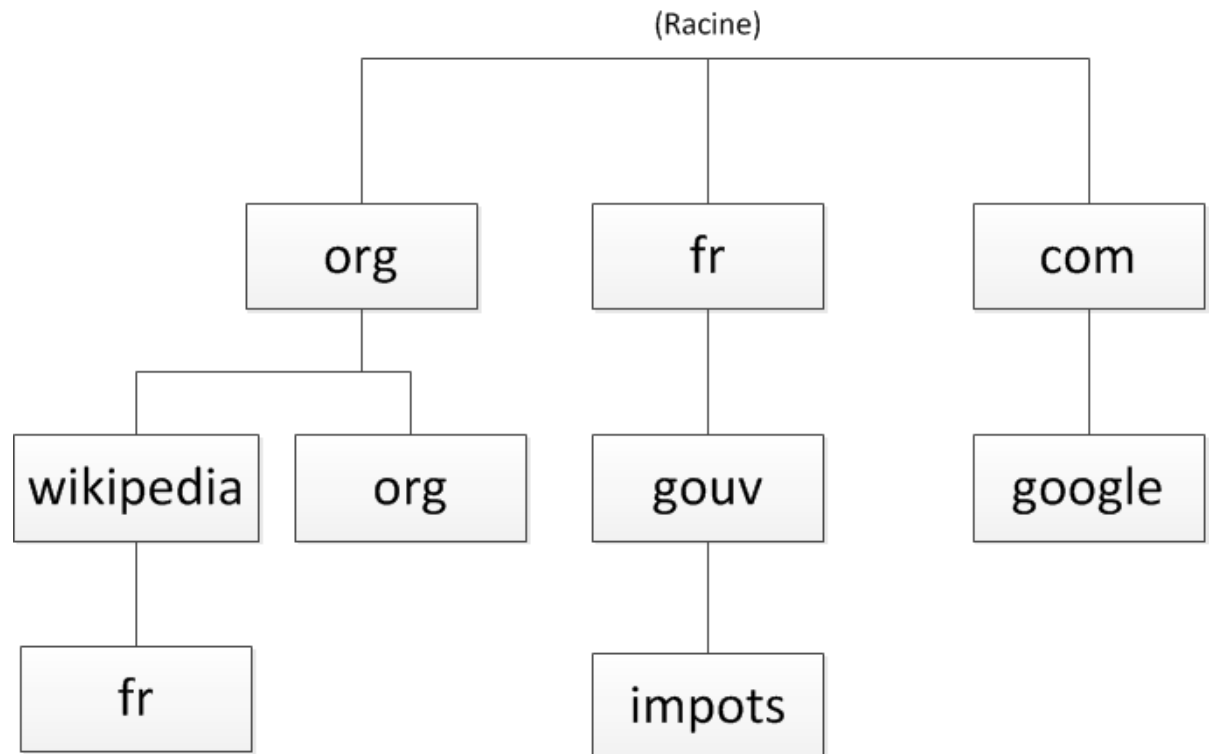 (Racine)
org
fr
com
wikipedia
org
gouv
google
fr
impots